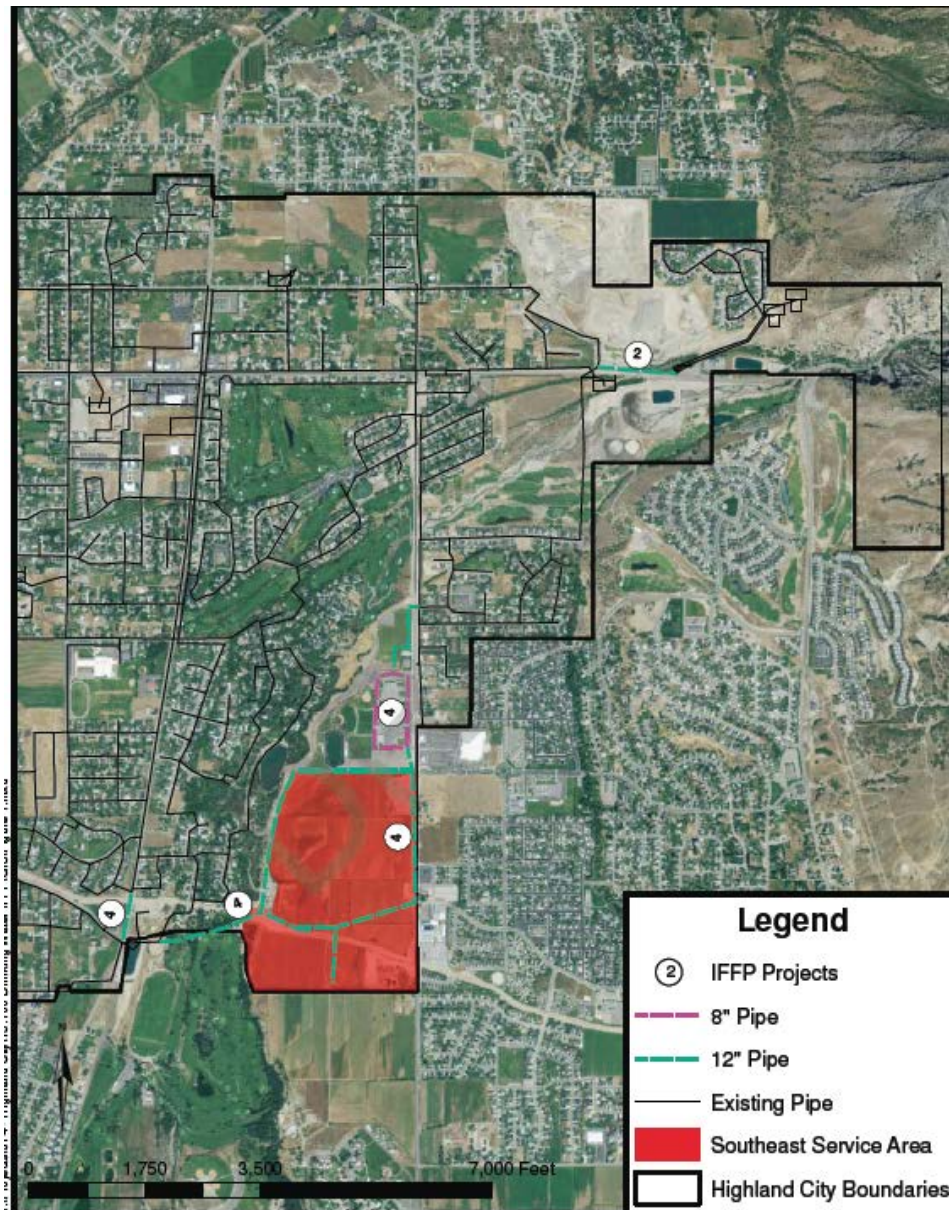 2
4
4
4
4
N
0
1,750
3,500
7,000 Feet
Legend
2
IFFP Projects
8" Pipe
12" Pipe
Existing Pipe
Southeast Service Area
Highland City Boundaries